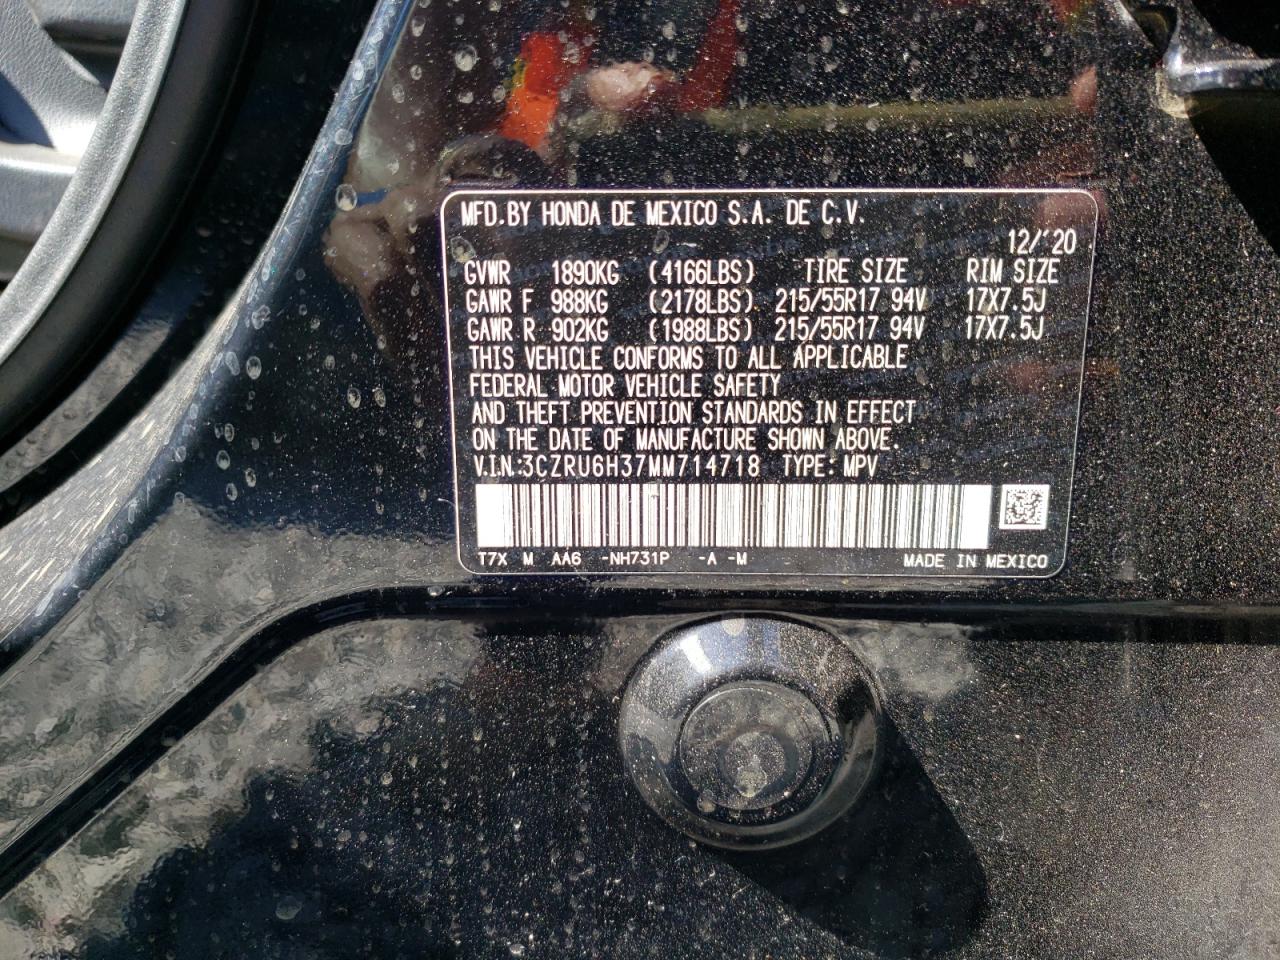 MFD.BY HONDA DE MEXICO S.A. DE C.V.
12/'20
GVWR 1890KG (4166LBS) TIRE SIZE RIM SIZE
GAWR F 988KG (2178LBS) 215/55R17 94V 17X7.5J
GAWR R 902KG (1988LBS) 215/55R17 94V 17X7.5J
THIS VEHICLE CONFORMS TO ALL APPLICABLE
FEDERAL MOTOR VEHICLE SAFETY
AND THEFT PREVENTION STANDARDS IN EFFECT
ON THE DATE OF MANUFACTURE SHOWN ABOVE.
V.I.N:3CZRU6H37MM714718 TYPE: MPV
T7X M AA6 -NH731P -A -M MADE IN MEXICO